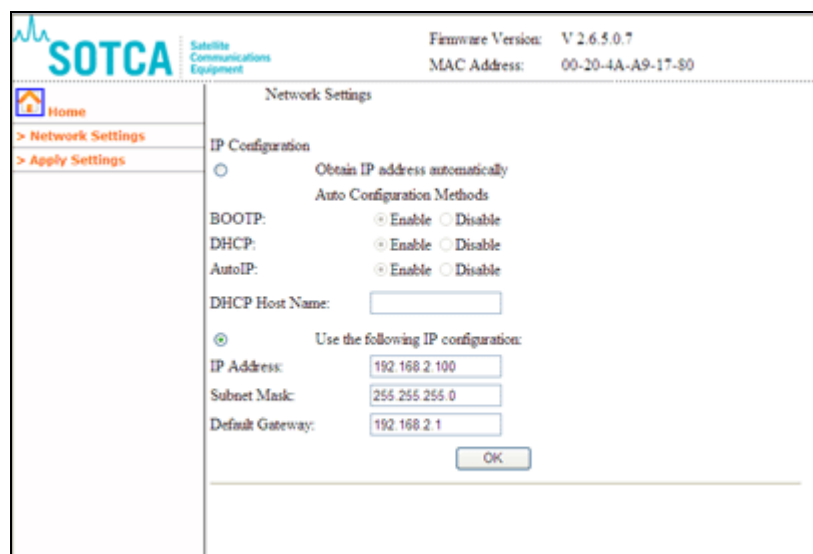 SOTCA
Satellite
Communications
Equipment
Firmware Version: V 2.6.5.0.7
MAC Address: 00-20-4A-A9-17-80
Home
> Network Settings
> Apply Settings
Network Settings
IP Configuration
Obtain IP address automatically
Auto Configuration Methods
BOOTP: Enable Disable
DHCP: Enable Disable
AutoIP: Enable Disable
DHCP Host Name:
Use the following IP configuration:
IP Address: 192.168.2.100
Subnet Mask: 255.255.255.0
Default Gateway: 192.168.2.1
OK